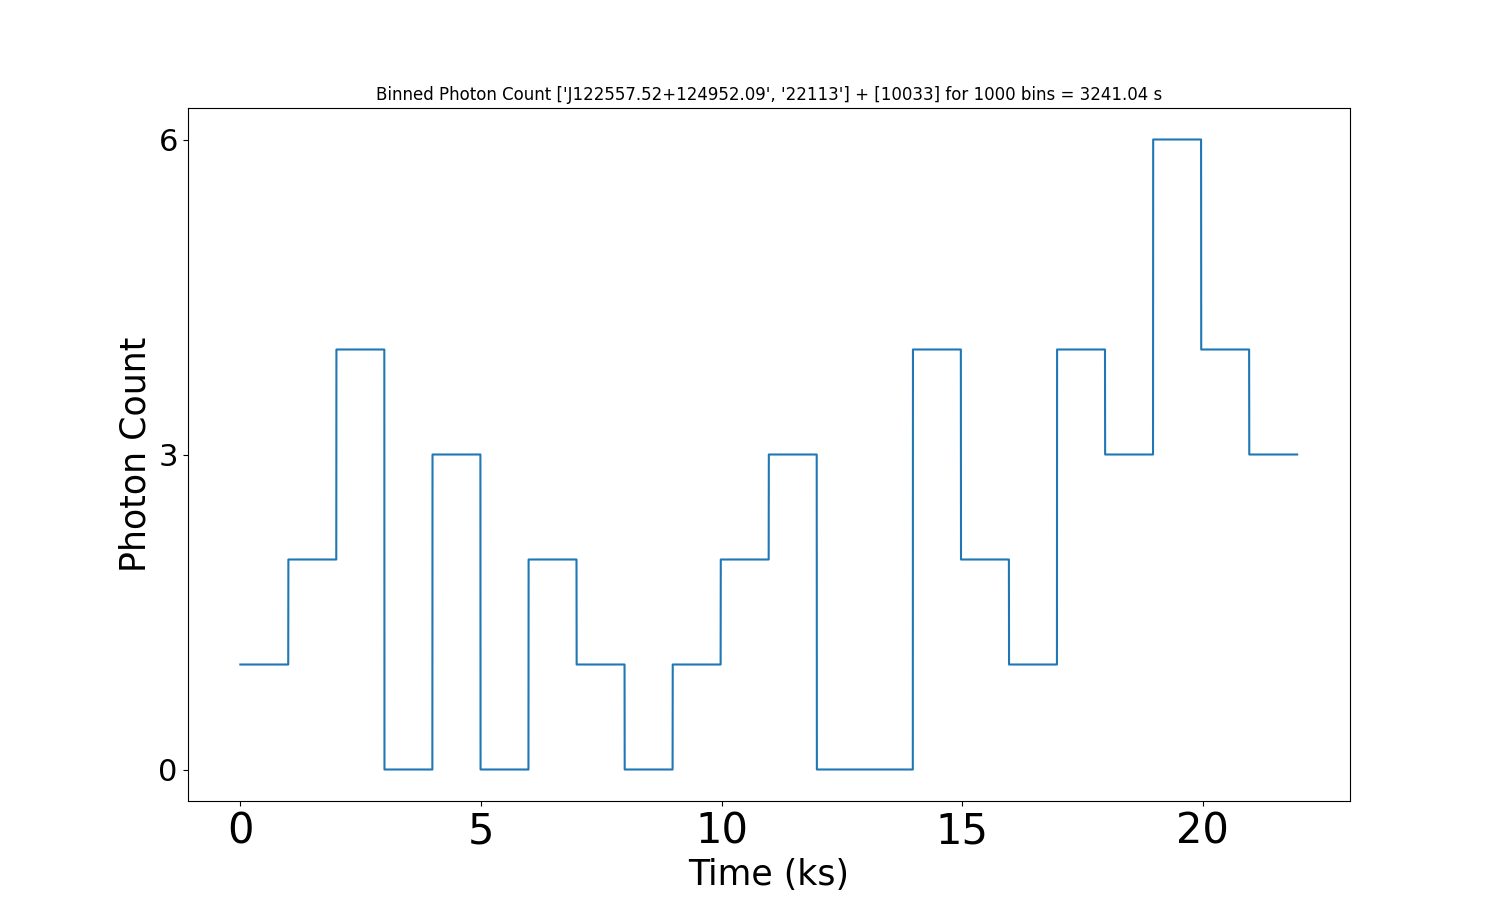 Binned Photon Count ['J122557.52+124952.09', '22113'] + [10033] for 1000 bins = 3241.04 s
6
3
0
Photon Count
0 5 10 15 20
Time (ks)